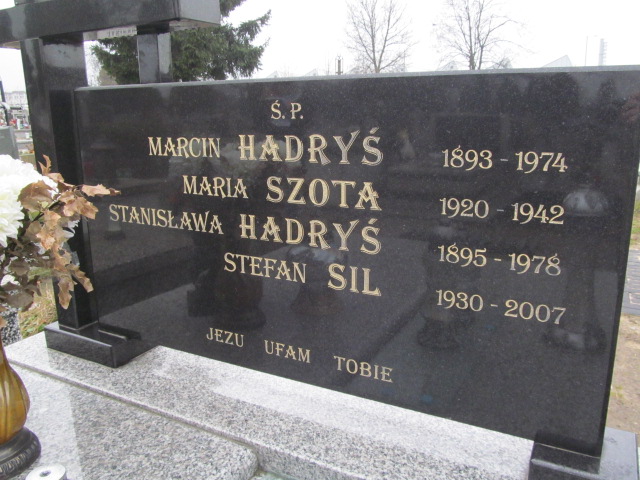 Ś. P.
MARCIN HADRYŚ 1893 - 1974
MARIA SZOTA 1920 - 1942
STANISŁAWA HADRYŚ 1895 - 1978
STEFAN SIL 1930 - 2007
JEZU UFAM TOBIE